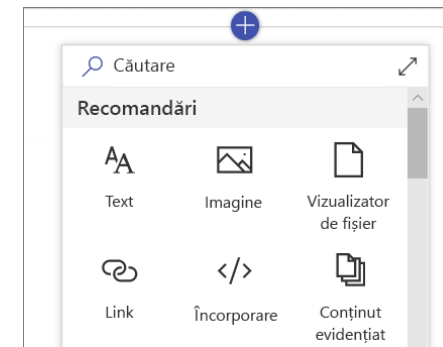 Căutare
Recomandări
Text
Imagine
Vizualizator
de fișier
Link
Încorporare
Conținut
evidențiat